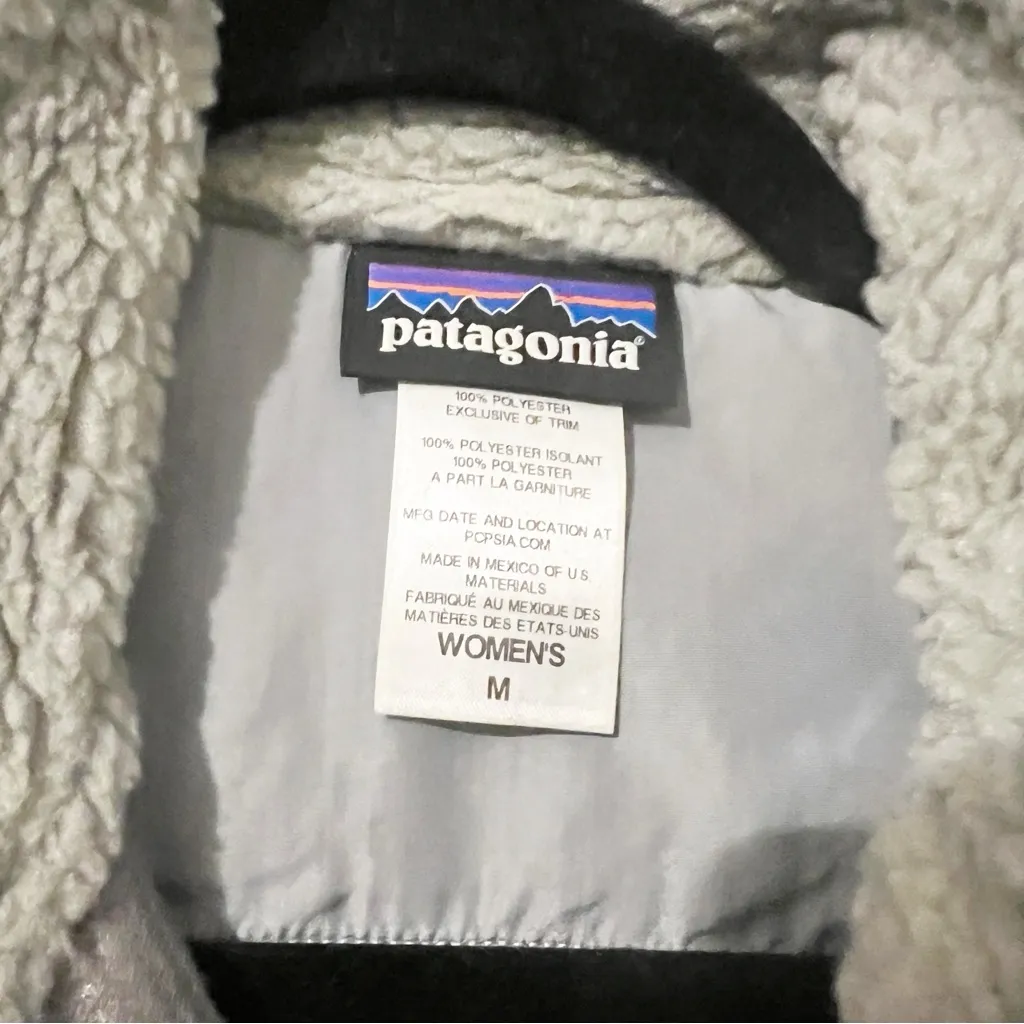 patagonia®
100% POLYESTER
EXCLUSIVE OF TRIM
100% POLYESTER ISOLANT
100% POLYESTER
A PART LA GARNITURE
MFG DATE AND LOCATION AT
PCPSIA.COM
MADE IN MEXICO OF U.S.
MATERIALS
FABRIQUÉ AU MEXIQUE DES
MATIÈRES DES ETATS-UNIS
WOMEN'S
M